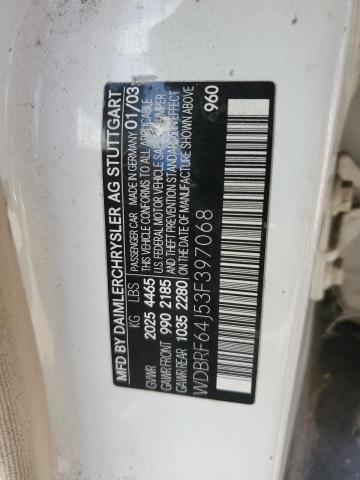 MFD BY DAIMLERCHRYSLER AG STUTTGART
PASSENGER CAR MADE IN GERMANY 01/03
KG LBS
GVWR 2025 4465
GAWR FRONT 990 2185
GAWR REAR 1035 2280
THIS VEHICLE CONFORMS TO ALL APPLICABLE
U.S. FEDERAL MOTOR VEHICLE SAFETY, BUMPER
AND THEFT PREVENTION STANDARDS IN EFFECT
ON THE DATE OF MANUFACTURE SHOWN ABOVE
960
WDBRF64J53F397068